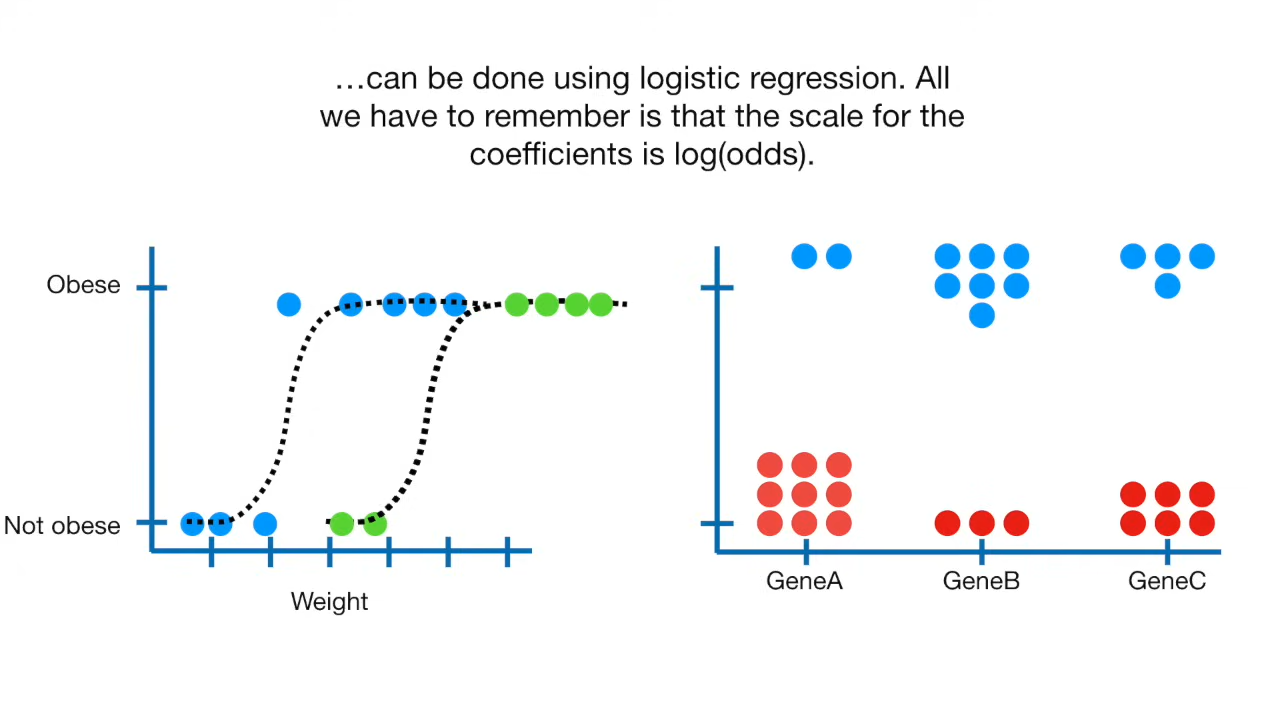 …can be done using logistic regression. All
we have to remember is that the scale for the
coefficients is log(odds).
Obese
Not obese
Weight
GeneA
GeneB
GeneC